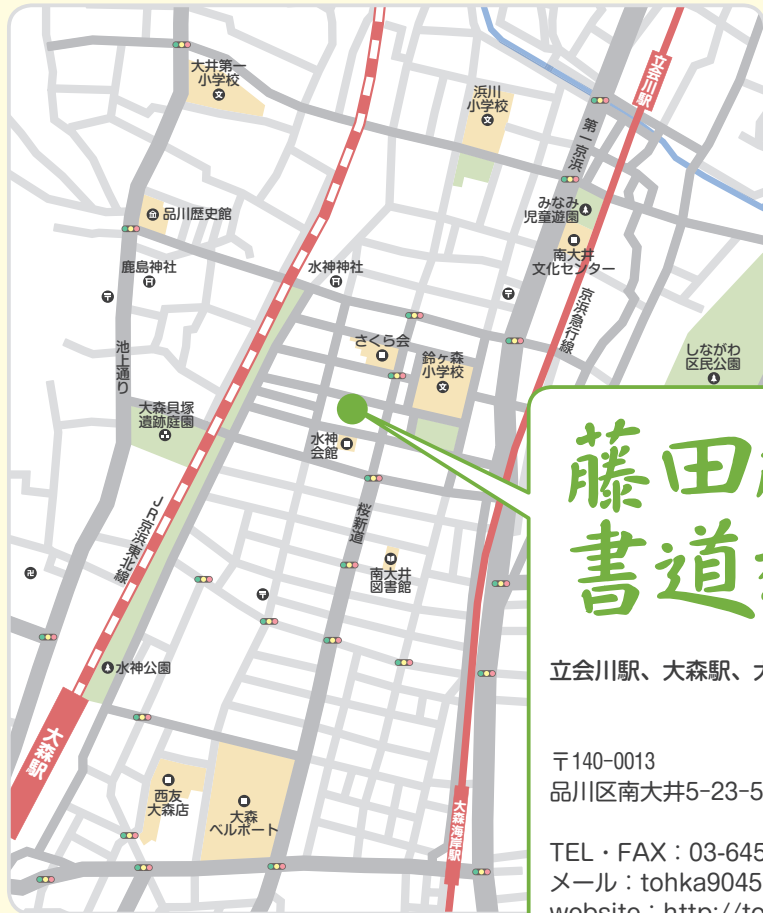 大井第一
小学校
浜川
小学校
立会川駅
第一京浜
品川歴史館
みなみ
児童遊園
南大井
文化センター
鹿島神社
水神神社
京浜急行線
さくら会
鈴ヶ森
小学校
しながわ
区民公園
池上通り
大森貝塚
遺跡庭園
水神
会館
JR京浜東北線
桜新道
南大井
図書館
水神公園
大森駅
西友
大森店
大森
ベルポート
大森海岸駅
藤田
書道
立会川駅、大森駅、大
〒140-0013
品川区南大井5-23-5
TEL・FAX：03-645
メール：tohka9045
website：http://to